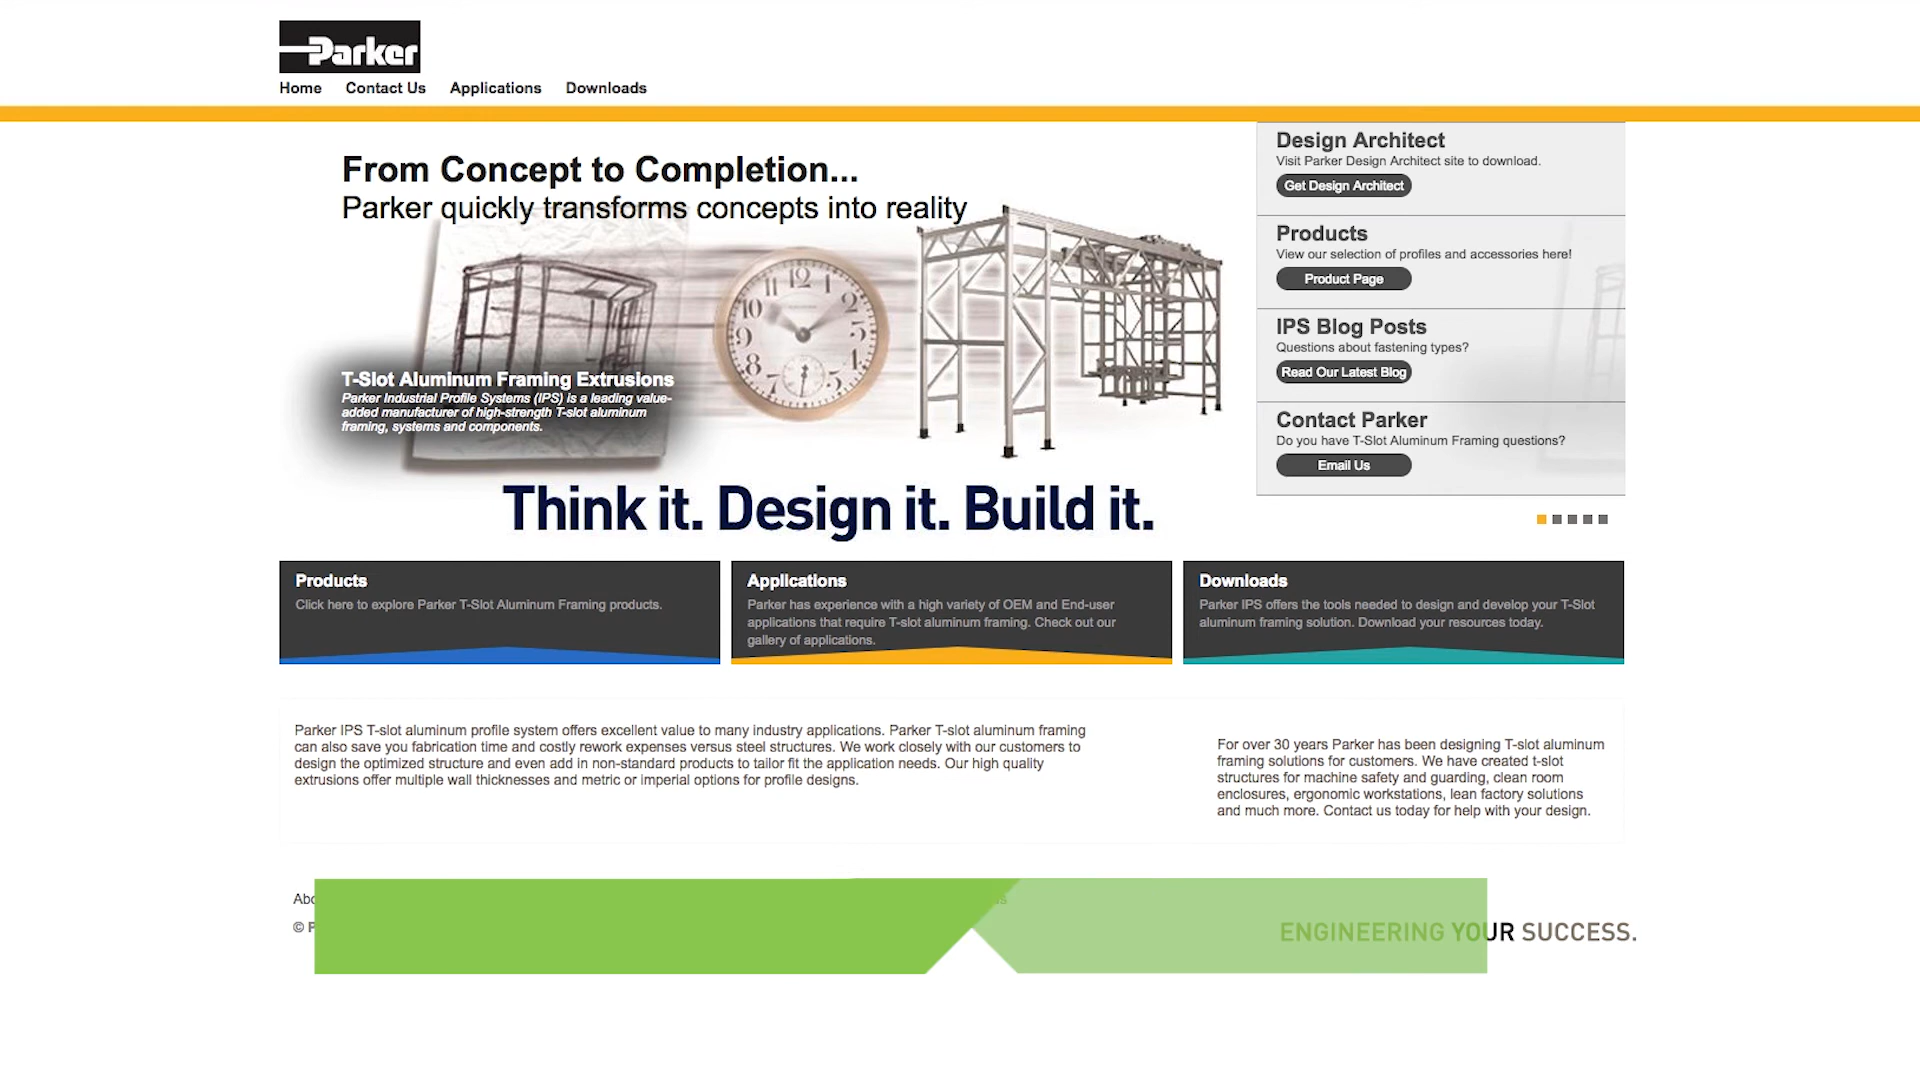 Parker
Home Contact Us Applications Downloads
From Concept to Completion...
Parker quickly transforms concepts into reality
T-Slot Aluminum Framing Extrusions
Parker Industrial Profile Systems (IPS) is a leading value-
added manufacturer of high-strength T-slot aluminum
framing, systems and components.
Think it. Design it. Build it.
Design Architect
Visit Parker Design Architect site to download.
Get Design Architect
Products
View our selection of profiles and accessories here!
Product Page
IPS Blog Posts
Questions about fastening types?
Read Our Latest Blog
Contact Parker
Do you have T-Slot Aluminum Framing questions?
Email Us
Products
Click here to explore Parker T-Slot Aluminum Framing products.
Applications
Parker has experience with a high variety of OEM and End-user
applications that require T-slot aluminum framing. Check out our
gallery of applications.
Downloads
Parker IPS offers the tools needed to design and develop your T-Slot
aluminum framing solution. Download your resources today.
Parker IPS T-slot aluminum profile system offers excellent value to many industry applications. Parker T-slot aluminum framing
can also save you fabrication time and costly rework expenses versus steel structures. We work closely with our customers to
design the optimized structure and even add in non-standard products to tailor fit the application needs. Our high quality
extrusions offer multiple wall thicknesses and metric or imperial options for profile designs.
For over 30 years Parker has been designing T-slot aluminum
framing solutions for customers. We have created t-slot
structures for machine safety and guarding, clean room
enclosures, ergonomic workstations, lean factory solutions
and much more. Contact us today for help with your design.
©
ENGINEERING YOUR SUCCESS.